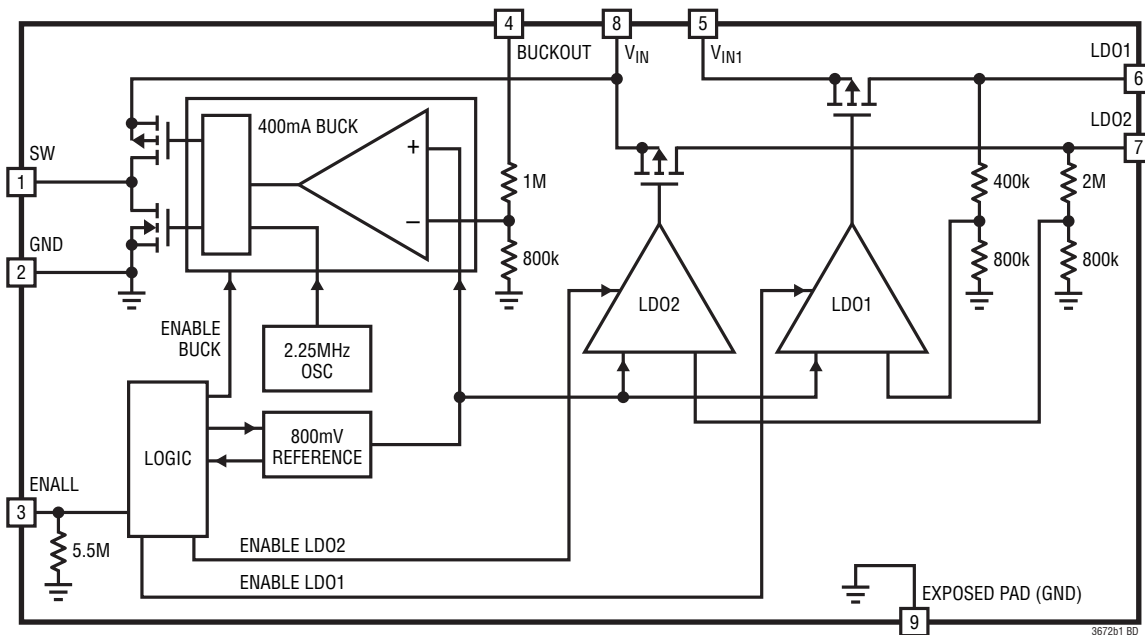 4
8
5
BUCKOUT
VIN
VIN1
LDO1
6
LDO2
7
400mA BUCK
+
–
SW
1
1M
800k
400k
2M
800k
800k
GND
2
LDO2
LDO1
ENABLE
BUCK
2.25MHz
OSC
LOGIC
800mV
REFERENCE
ENALL
3
5.5M
ENABLE LDO2
ENABLE LDO1
EXPOSED PAD (GND)
9
3672b1 BD